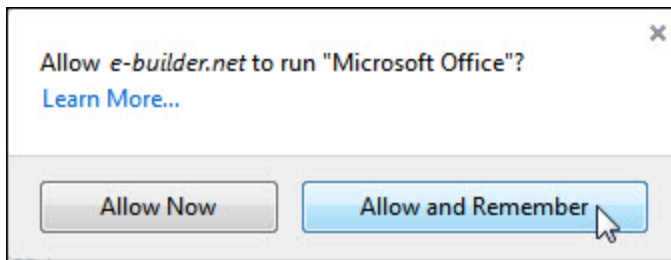 Allow e-builder.net to run "Microsoft Office"?
Learn More...
Allow Now
Allow and Remember